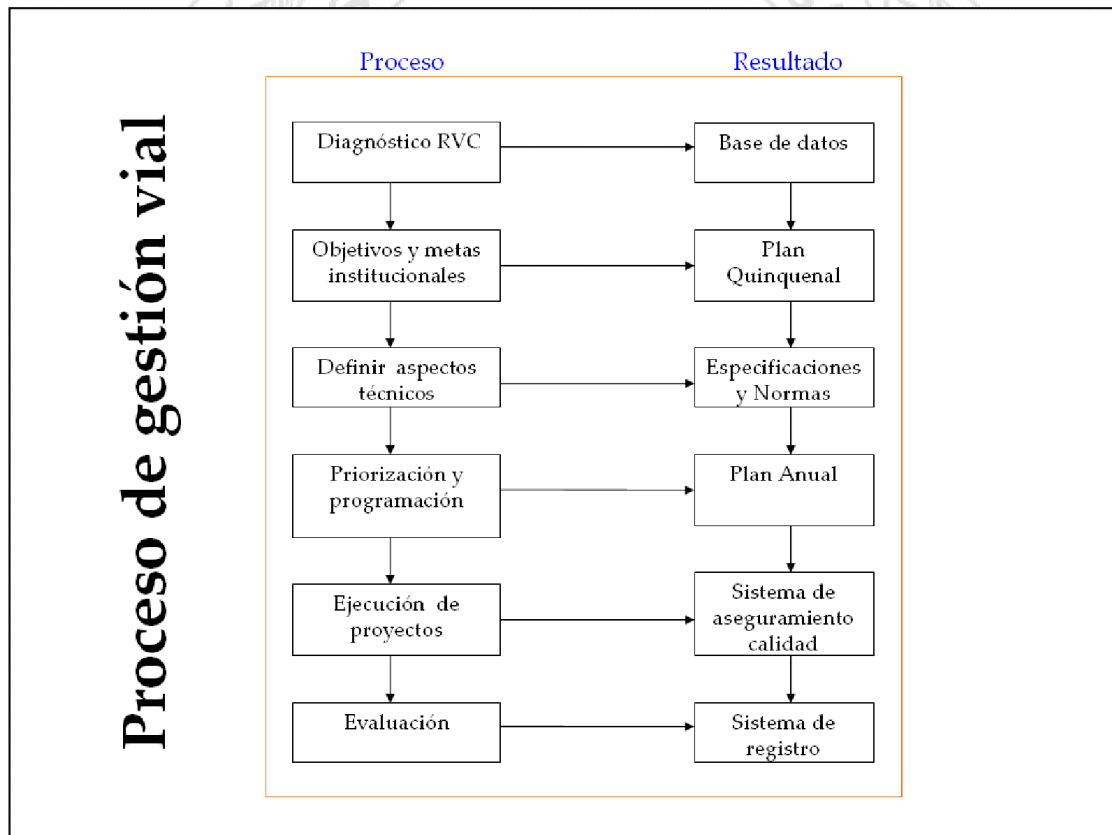 Proceso de gestión vial
Proceso
Resultado
Diagnóstico RVC
Base de datos
Objetivos y metas
institucionales
Plan
Quinquenal
Definir aspectos
técnicos
Especificaciones
y Normas
Priorización y
programación
Plan Anual
Ejecución de
proyectos
Sistema de
aseguramiento
calidad
Evaluación
Sistema de
registro